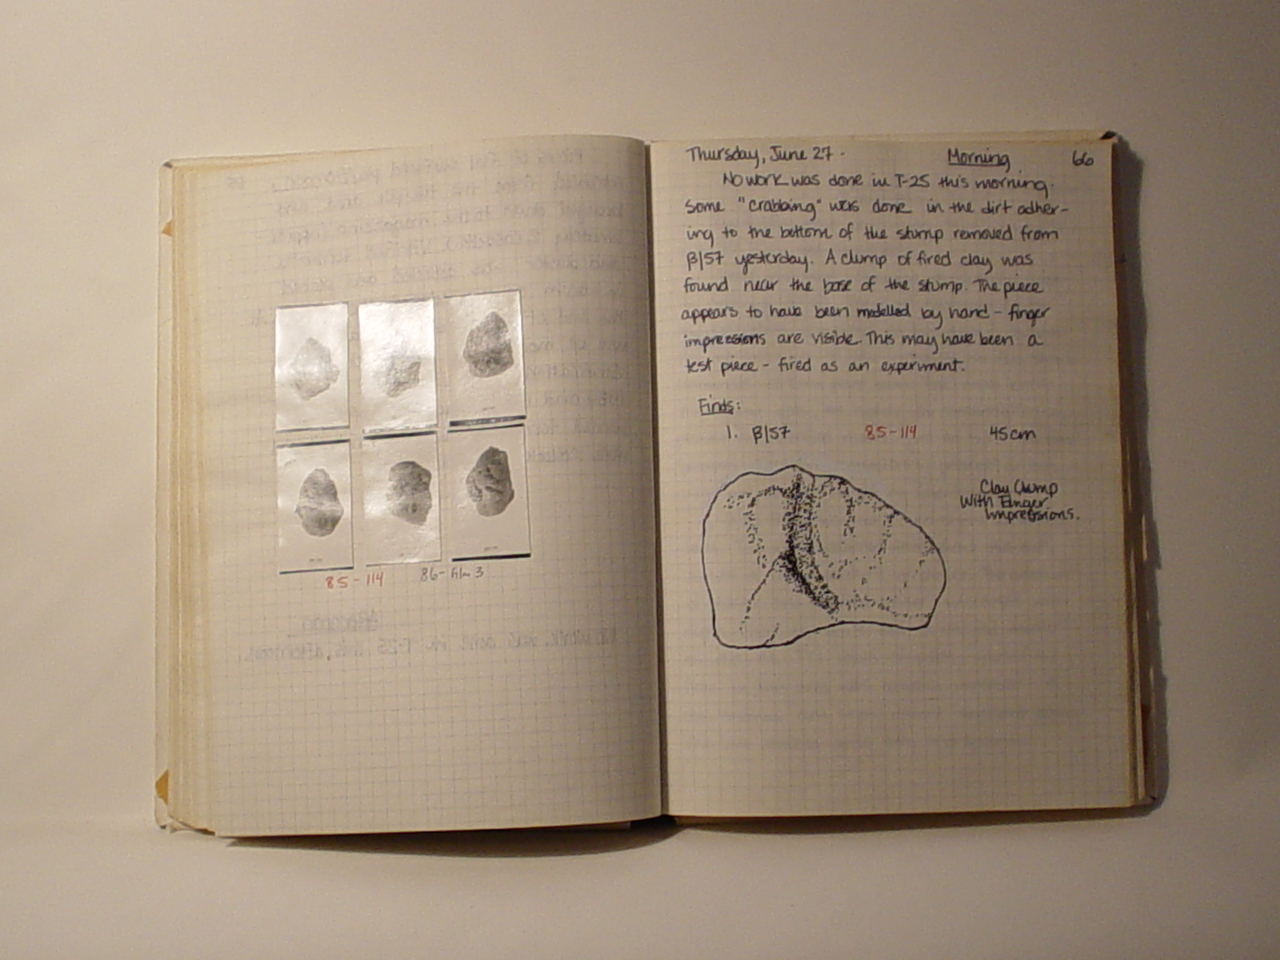 85-114 86-film 3
Thursday, June 27- Morning 66
No work was done in T-25 this morning.
Some "crabbing" was done in the dirt adher-
ing to the bottom of the stump removed from
β/57 yesterday. A clump of fired clay was
found near the base of the stump. The piece
appears to have been modelled by hand - finger
impressions are visible. This may have been a
test piece - fired as an experiment.
Finds:
1. β/57 85-114 45cm
Clay Clump
With Finger
Impressions.